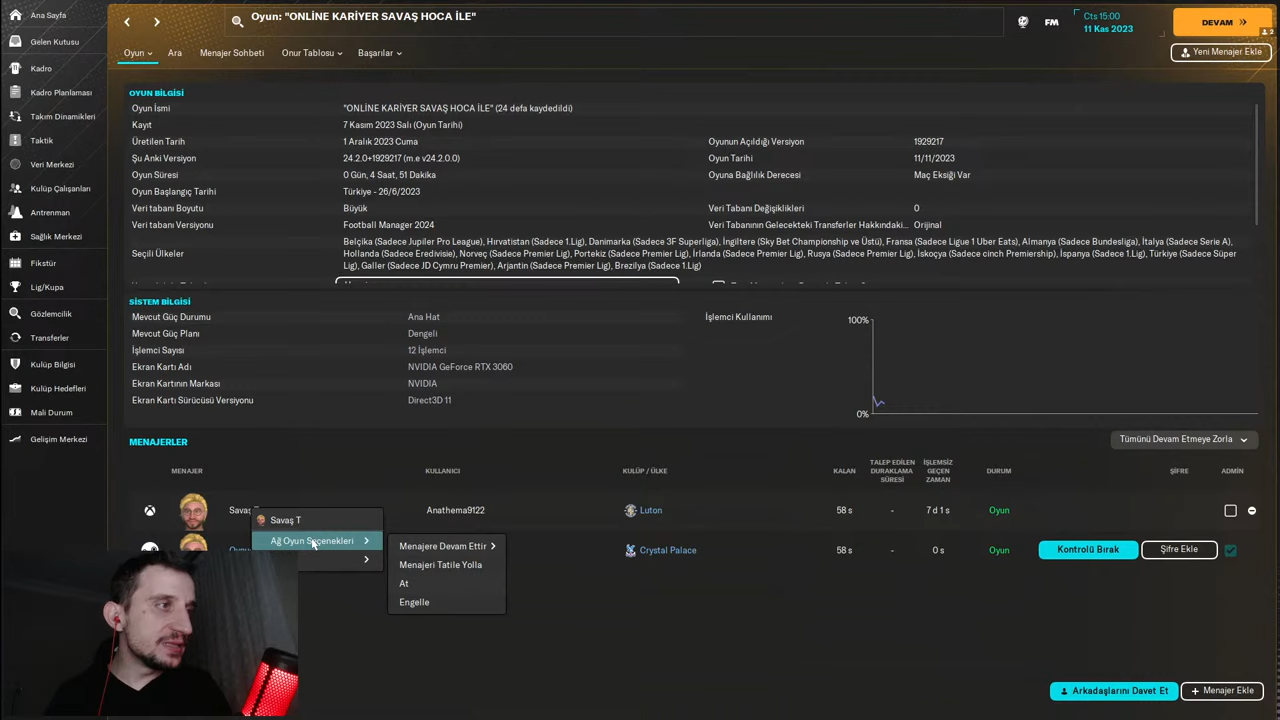 Ana Sayfa
Gelen Kutusu
Kadro
Kadro Planlaması
Takım Dinamikleri
Taktik
Veri Merkezi
Kulüp Çalışanları
Antrenman
Sağlık Merkezi
Fikstür
Lig/Kupa
Gözlemcilik
Transferler
Kulüp Bilgisi
Kulüp Hedefleri
Mali Durum
Gelişim Merkezi
Oyun: "ONLİNE KARİYER SAVAŞ HOCA İLE"
FM
Cts 15:00
11 Kas 2023
DEVAM
2
Oyun
Ara
Menajer Sohbeti
Onur Tablosu
Başarılar
Yeni Menajer Ekle
OYUN BİLGİSİ
Oyun İsmi "ONLİNE KARİYER SAVAŞ HOCA İLE" (24 defa kaydedildi)
Kayıt 7 Kasım 2023 Salı (Oyun Tarihi)
Üretilen Tarih 1 Aralık 2023 Cuma Oyunun Açıldığı Versiyon 1929217
Şu Anki Versiyon 24.2.0+1929217 (m.e v24.2.0.0) Oyun Tarihi 11/11/2023
Oyun Süresi 0 Gün, 4 Saat, 51 Dakika Oyuna Bağlılık Derecesi Maç Eksiği Var
Oyun Başlangıç Tarihi Türkiye - 26/6/2023
Veri tabanı Boyutu Büyük Veri Tabanı Değişiklikleri 0
Veri tabanı Versiyonu Football Manager 2024 Veri Tabanının Gelecekteki Transferler Hakkındaki... Orijinal
Seçili Ülkeler
Belçika (Sadece Jupiler Pro League), Hırvatistan (Sadece 1.Lig), Danimarka (Sadece 3F Superliga), İngiltere (Sky Bet Championship ve Üstü), Fransa (Sadece Ligue 1 Uber Eats), Almanya (Sadece Bundesliga), İtalya (Sadece Serie A),
Hollanda (Sadece Eredivisie), Norveç (Sadece Premier Lig), Portekiz (Sadece Premier Lig), İrlanda (Sadece Premier Lig), Rusya (Sadece Premier Lig), İskoçya (Sadece cinch Premiership), İspanya (Sadece 1.Lig), Türkiye (Sadece Süper
Lig), Galler (Sadece JD Cymru Premier), Arjantin (Sadece Premier Lig), Brezilya (Sadece 1.Lig)
SİSTEM BİLGİSİ
Mevcut Güç Durumu Ana Hat İşlemci Kullanımı 100%
Mevcut Güç Planı Dengeli
İşlemci Sayısı 12 İşlemci
Ekran Kartı Adı NVIDIA GeForce RTX 3060
Ekran Kartının Markası NVIDIA
Ekran Kartı Sürücüsü Versiyonu Direct3D 11
0%
MENAJERLER
Tümünü Devam Etmeye Zorla
MENAJER KULLANICI KULÜP / ÜLKE KALAN TALEP EDİLEN DURAKLAMA SÜRESİ İŞLEMSİZ GEÇEN ZAMAN DURUM ŞİFRE ADMIN
Savaş T Anathema9122 Luton 58 s - 7 d 1 s Oyun
Crystal Palace 58 s - 0 s Oyun Kontrolü Bırak Şifre Ekle
Savaş T
Ağ Oyun Seçenekleri
Menajere Devam Ettir
Menajeri Tatile Yolla
At
Engelle
Arkadaşlarını Davet Et
Menajer Ekle